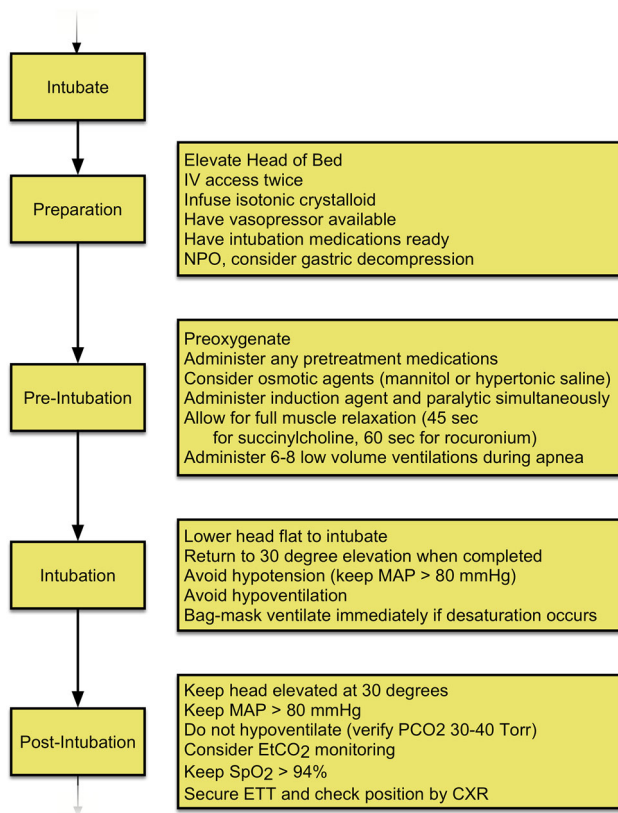 Intubate
Preparation
Elevate Head of Bed
IV access twice
Infuse isotonic crystalloid
Have vasopressor available
Have intubation medications ready
NPO, consider gastric decompression
Pre-Intubation
Preoxygenate
Administer any pretreatment medications
Consider osmotic agents (mannitol or hypertonic saline)
Administer induction agent and paralytic simultaneously
Allow for full muscle relaxation (45 sec
for succinylcholine, 60 sec for rocuronium)
Administer 6-8 low volume ventilations during apnea
Intubation
Lower head flat to intubate
Return to 30 degree elevation when completed
Avoid hypotension (keep MAP > 80 mmHg)
Avoid hypoventilation
Bag-mask ventilate immediately if desaturation occurs
Post-Intubation
Keep head elevated at 30 degrees
Keep MAP > 80 mmHg
Do not hypoventilate (verify PCO2 30-40 Torr)
Consider EtCO2 monitoring
Keep SpO2 > 94%
Secure ETT and check position by CXR